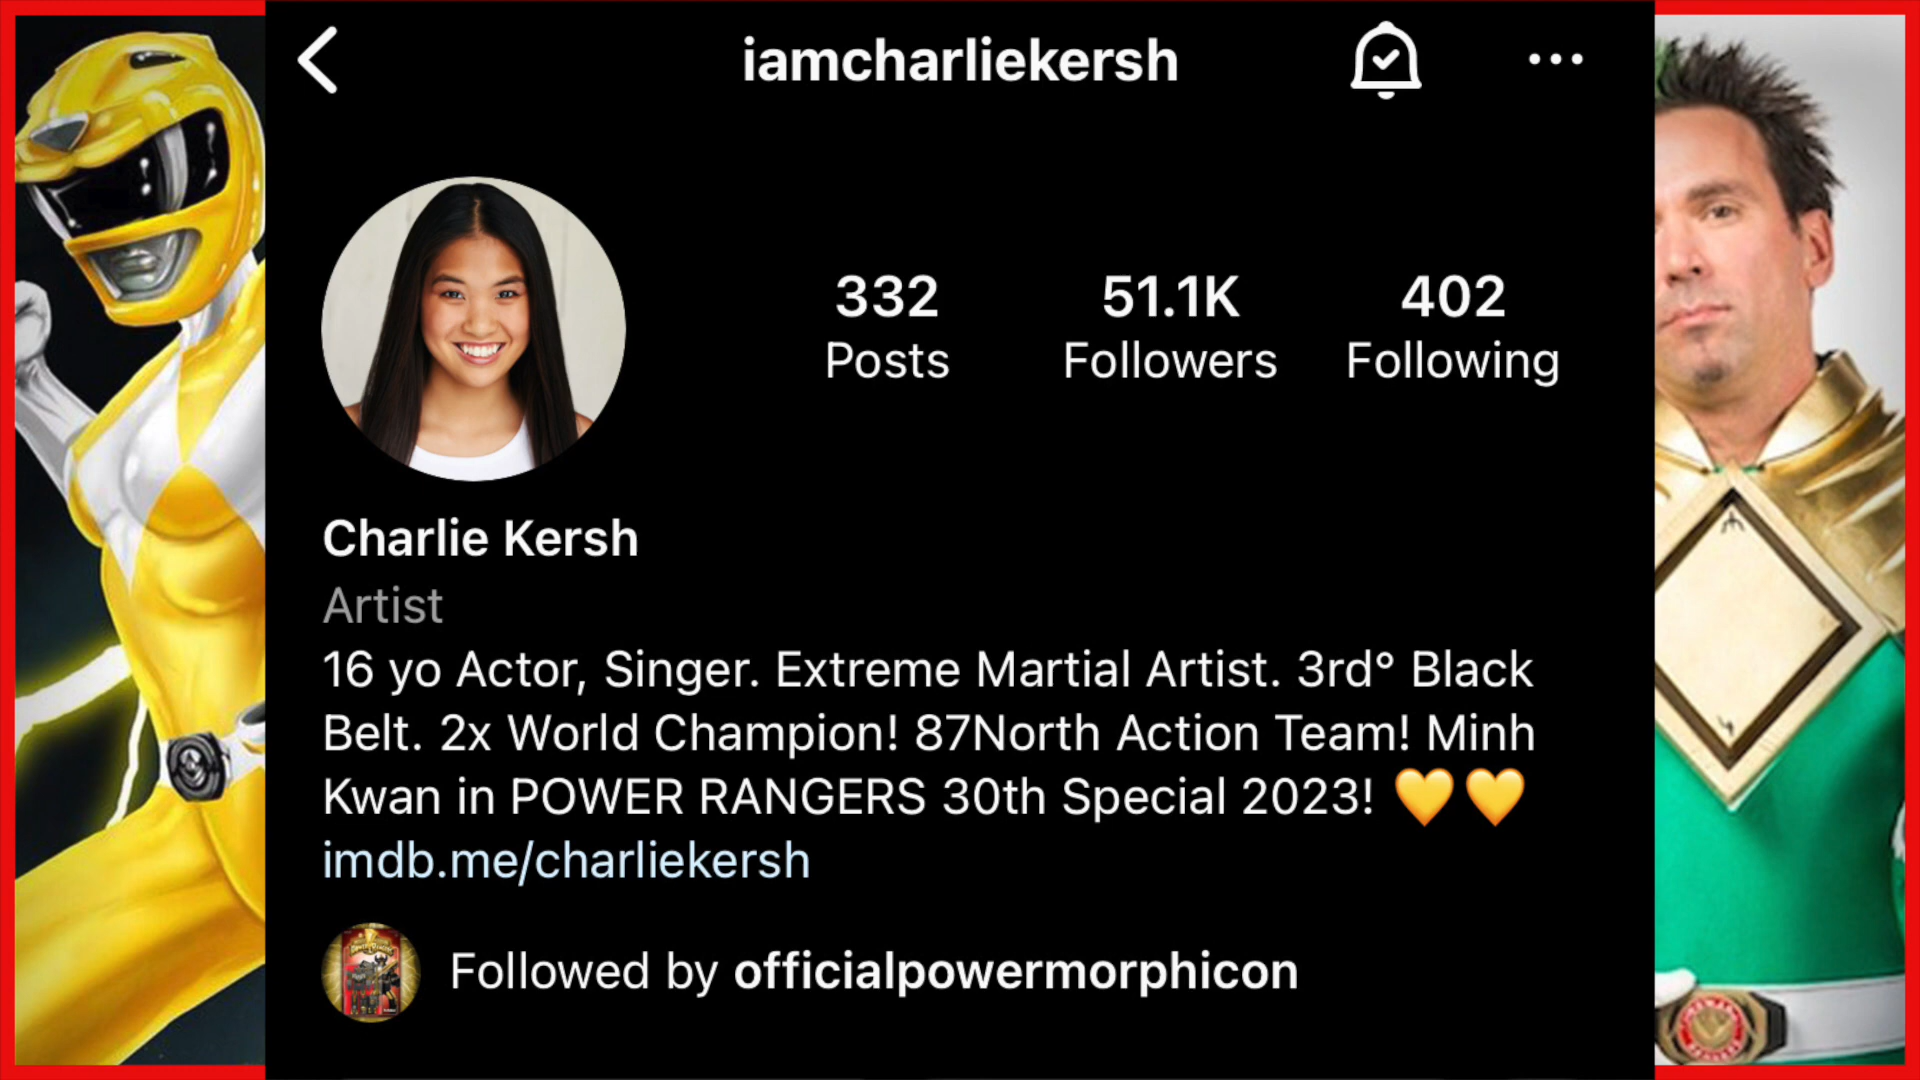 iamcharliekersh
332
Posts
51.1K
Followers
402
Following
Charlie Kersh
Artist
16 yo Actor, Singer. Extreme Martial Artist. 3rd° Black
Belt. 2x World Champion! 87North Action Team! Minh
Kwan in POWER RANGERS 30th Special 2023! 💛💛
imdb.me/charliekersh
Followed by officialpowermorphicon